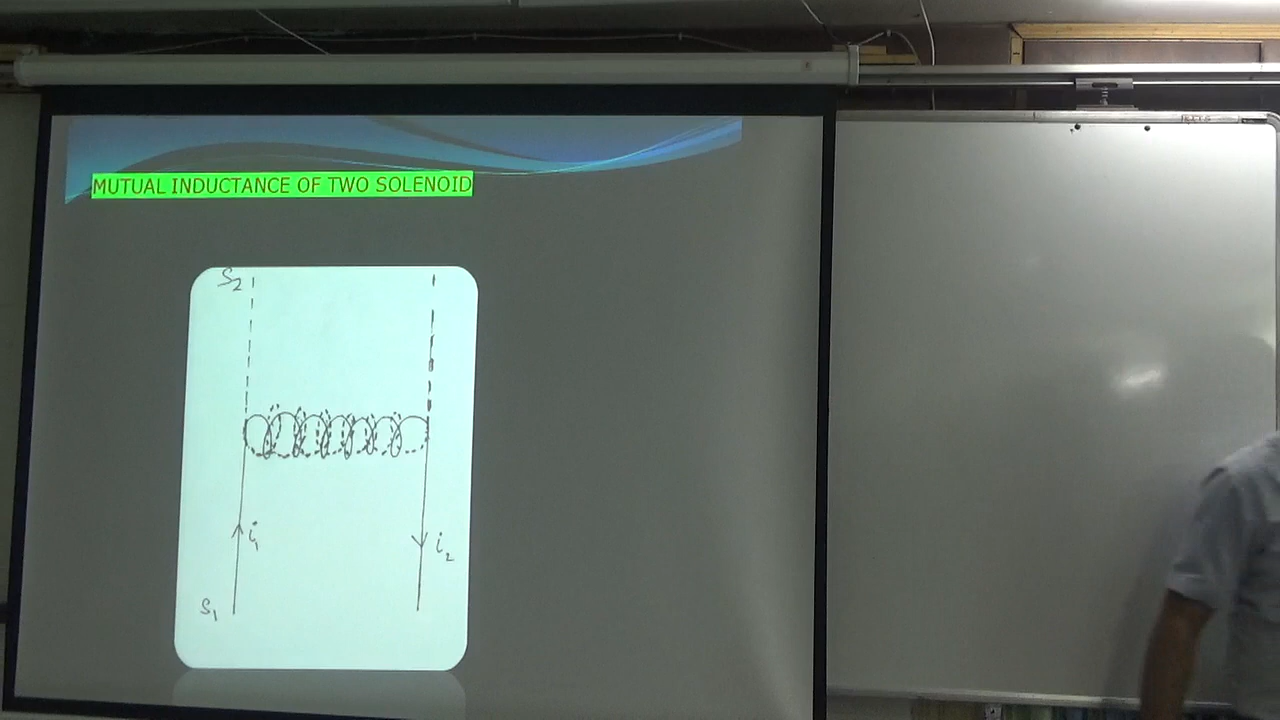 MUTUAL INDUCTANCE OF TWO SOLENOID
S₂
i₁
i₂
S₁